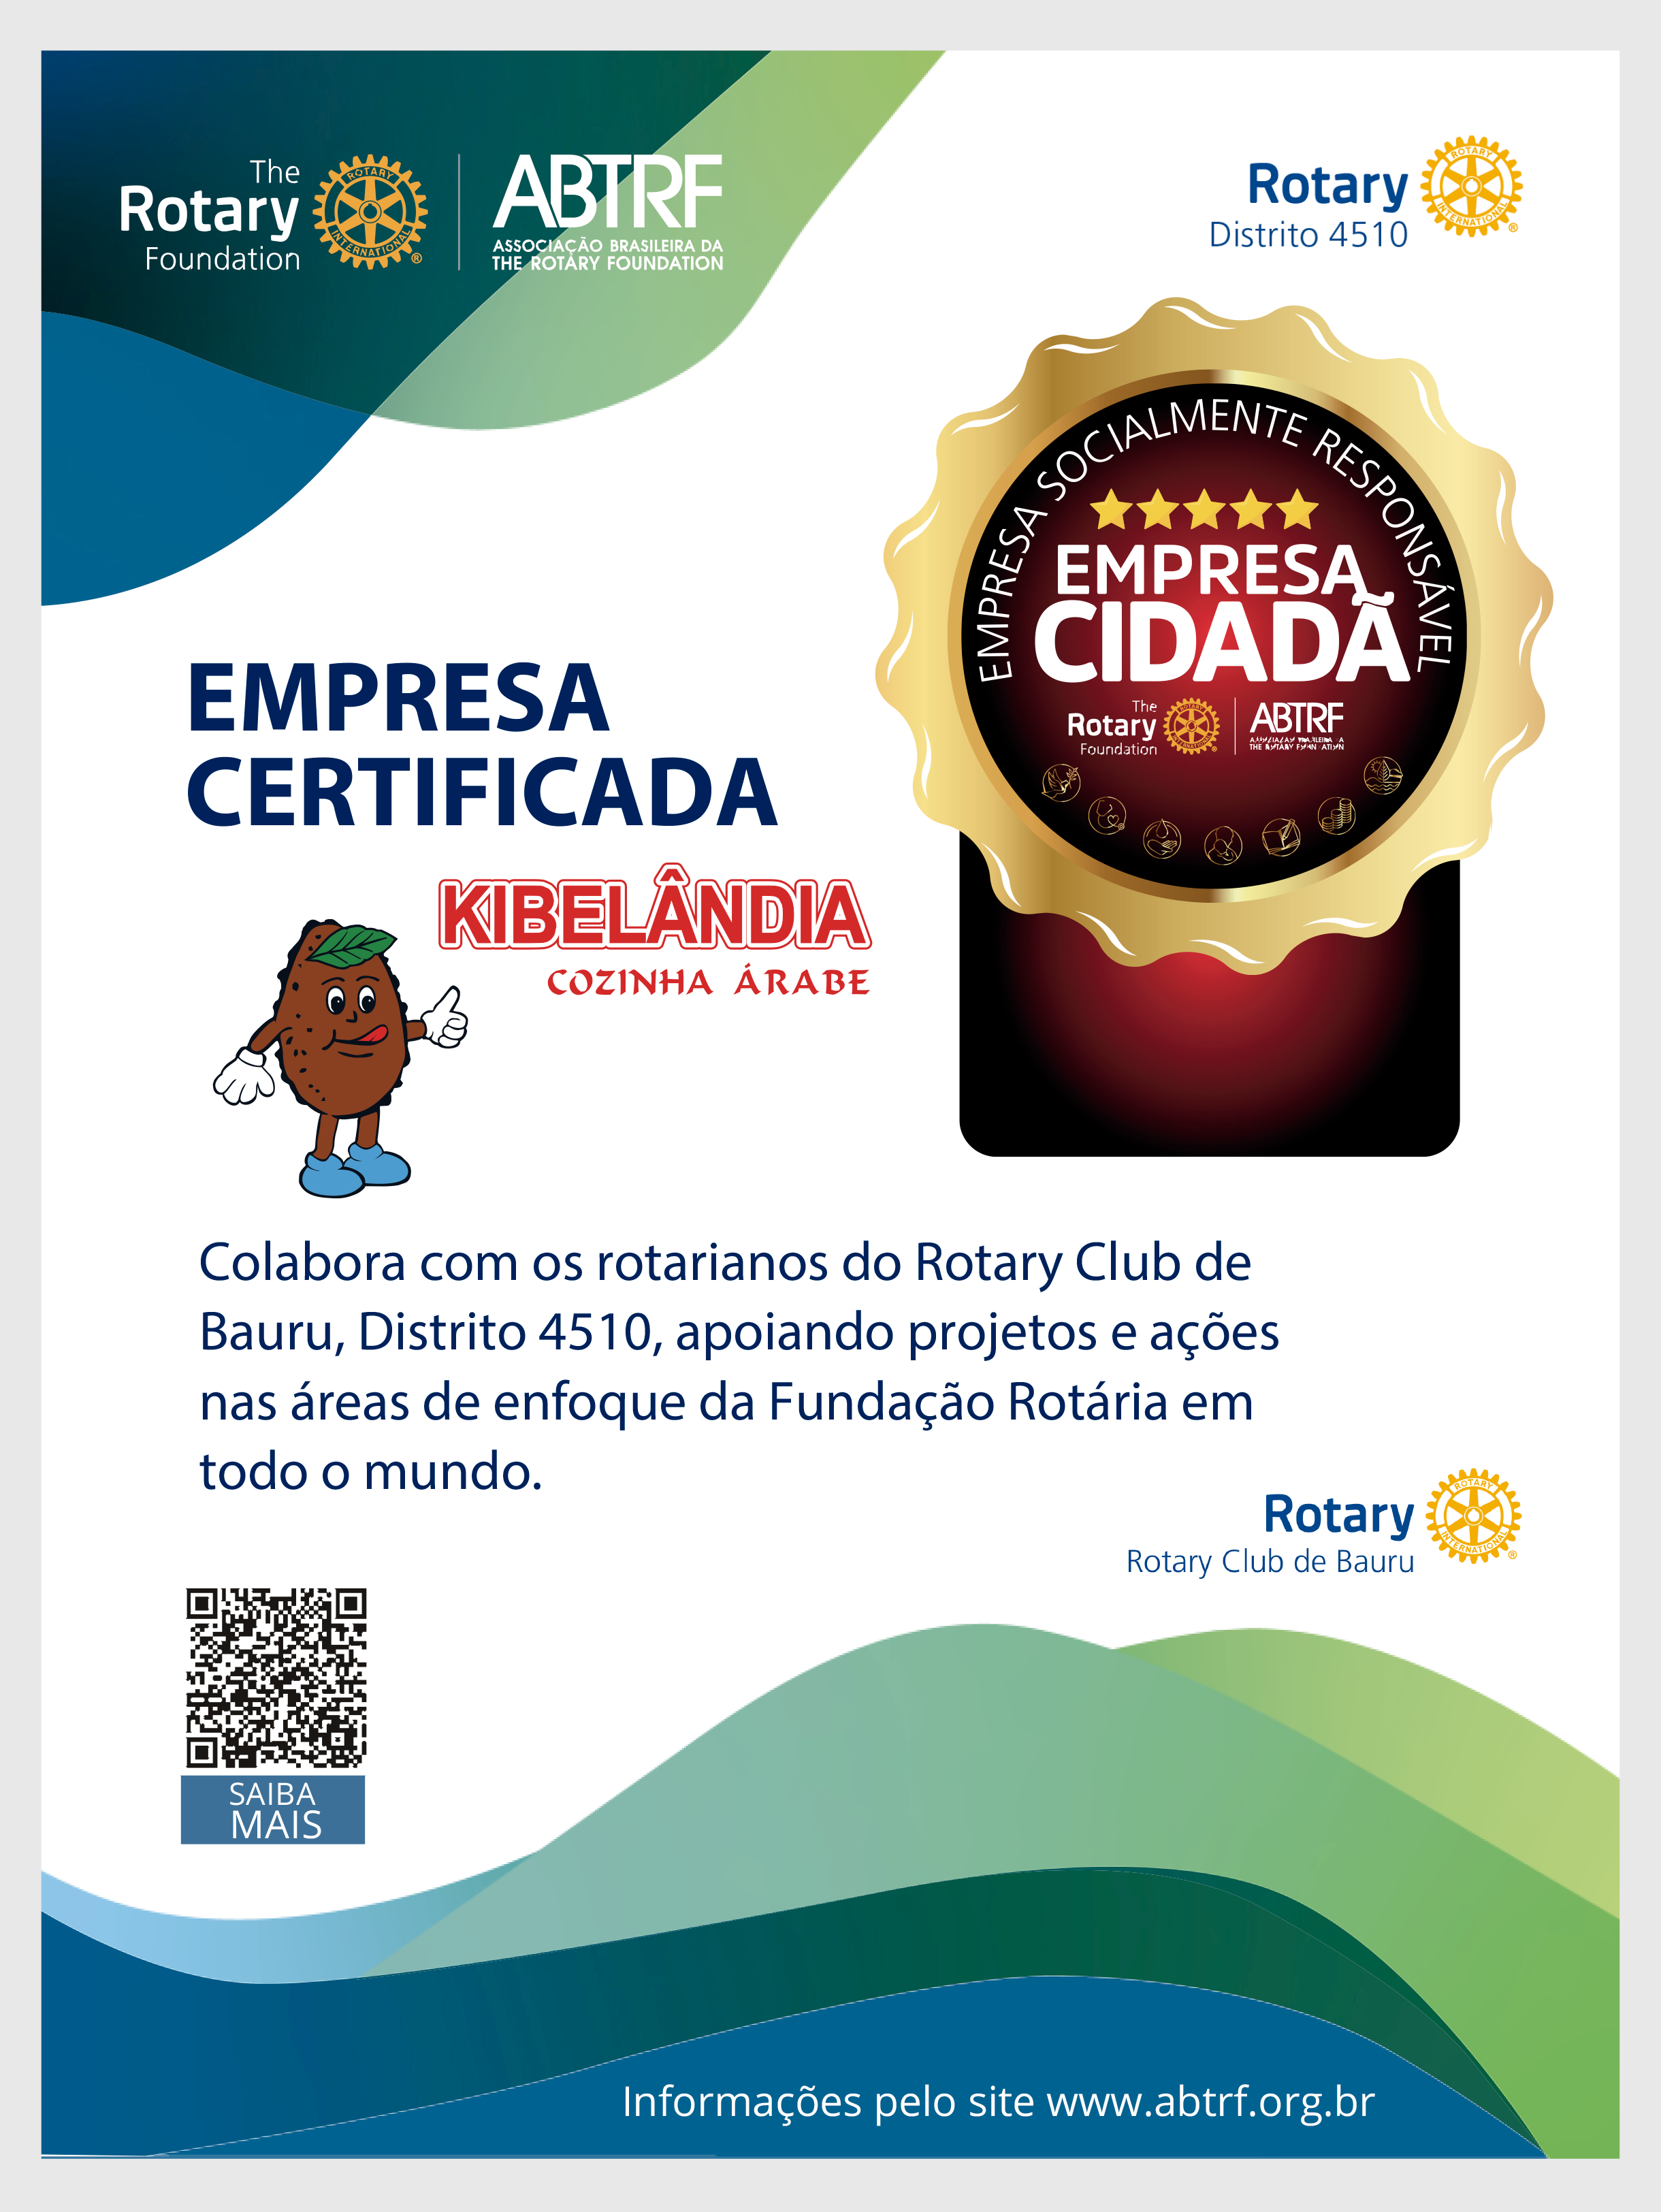 The
Rotary
Foundation
ROTARY
INTERNATIONAL
®
ABTRF
ASSOCIAÇÃO BRASILEIRA DA
THE ROTARY FOUNDATION
Rotary
Distrito 4510
ROTARY
INTERNATIONAL
®
EMPRESA SOCIALMENTE RESPONSÁVEL
EMPRESA
CIDADÃ
The
Rotary
Foundation
ABTRF
EMPRESA
CERTIFICADA
KIBELÂNDIA
COZINHA ÁRABE
Colabora com os rotarianos do Rotary Club de
Bauru, Distrito 4510, apoiando projetos e ações
nas áreas de enfoque da Fundação Rotária em
todo o mundo.
Rotary
Rotary Club de Bauru
ROTARY
INTERNATIONAL
®
SAIBA
MAIS
Informações pelo site www.abtrf.org.br